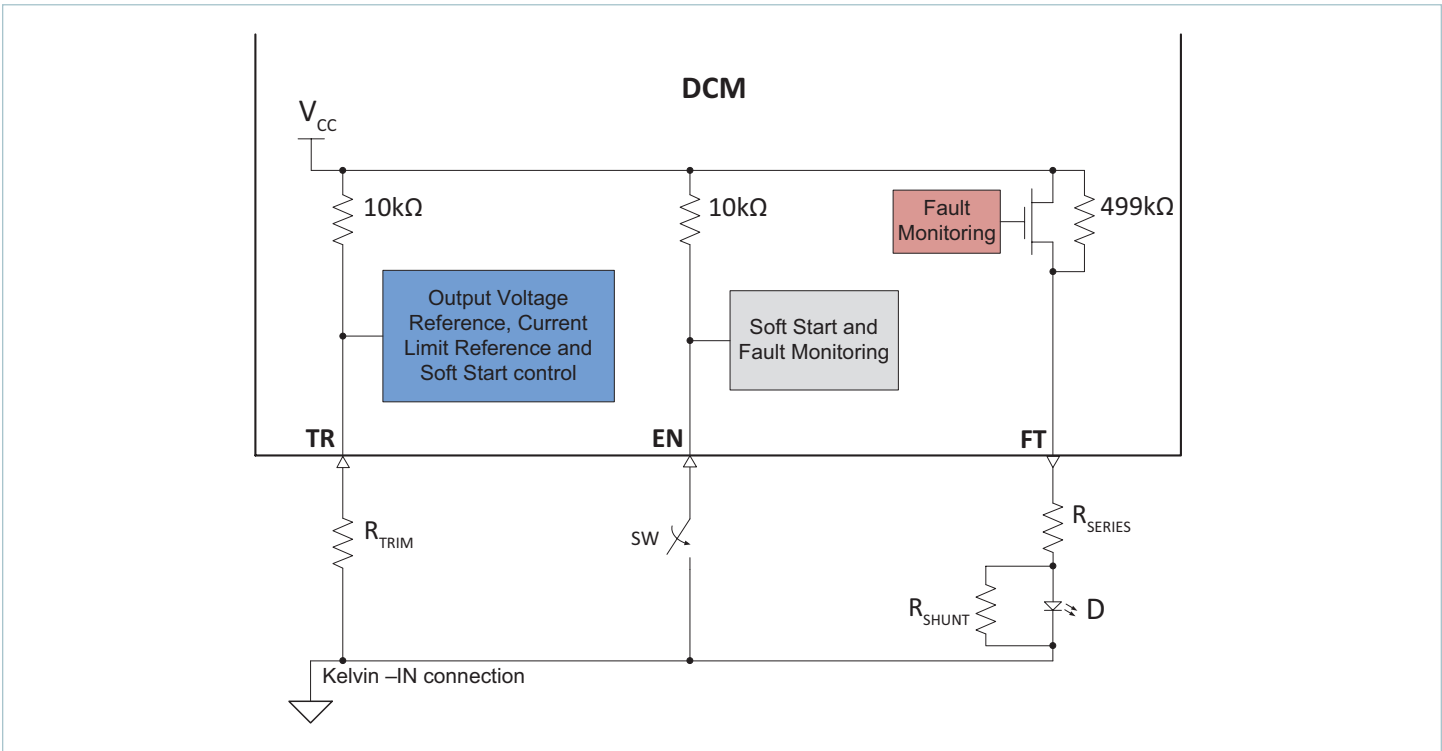 DCM
VCC
10kΩ
10kΩ
499kΩ
Fault
Monitoring
Output Voltage
Reference, Current
Limit Reference and
Soft Start control
Soft Start and
Fault Monitoring
TR
EN
FT
RTRIM
SW
RSERIES
RSHUNT
D
Kelvin –IN connection